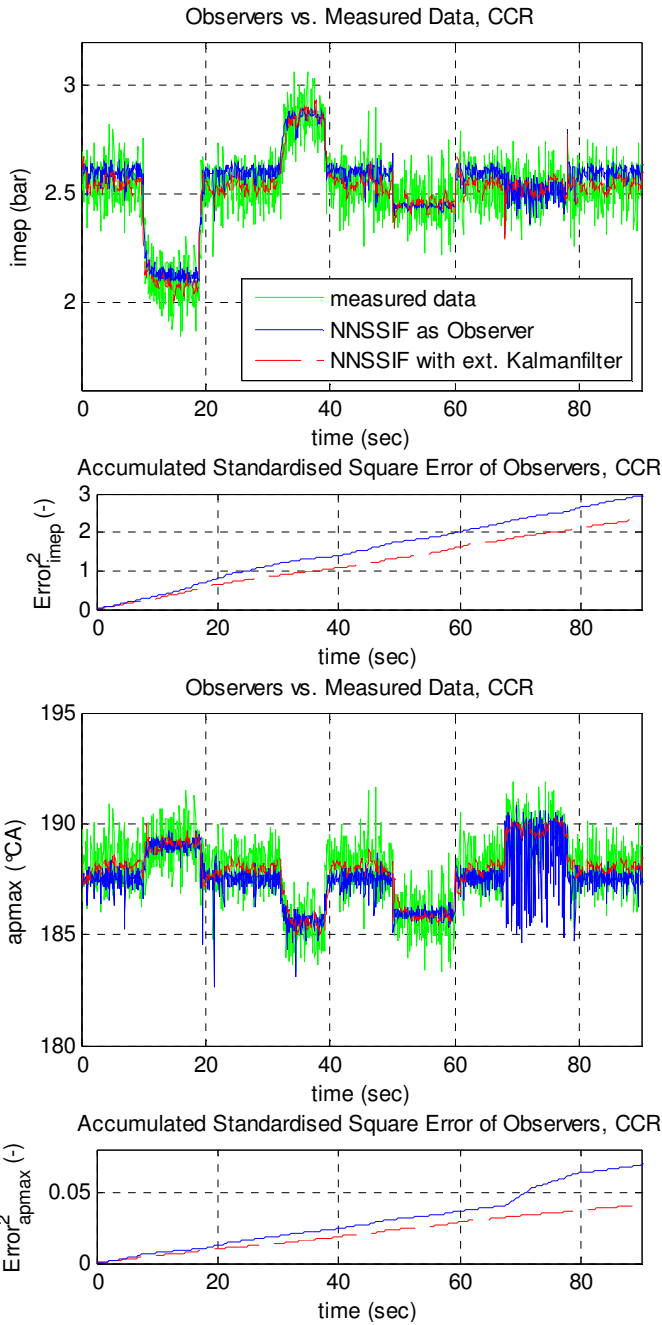 Observers vs. Measured Data, CCR
3
2.5
2
imep (bar)
measured data
NNSSIF as Observer
NNSSIF with ext. Kalmanfilter
0 20 40 60 80
time (sec)
Accumulated Standardised Square Error of Observers, CCR
3
2
1
0
Error²imep (-)
0 20 40 60 80
time (sec)
Observers vs. Measured Data, CCR
195
190
185
180
apmax (°CA)
0 20 40 60 80
time (sec)
Accumulated Standardised Square Error of Observers, CCR
0.05
0
Error²apmax (-)
0 20 40 60 80
time (sec)